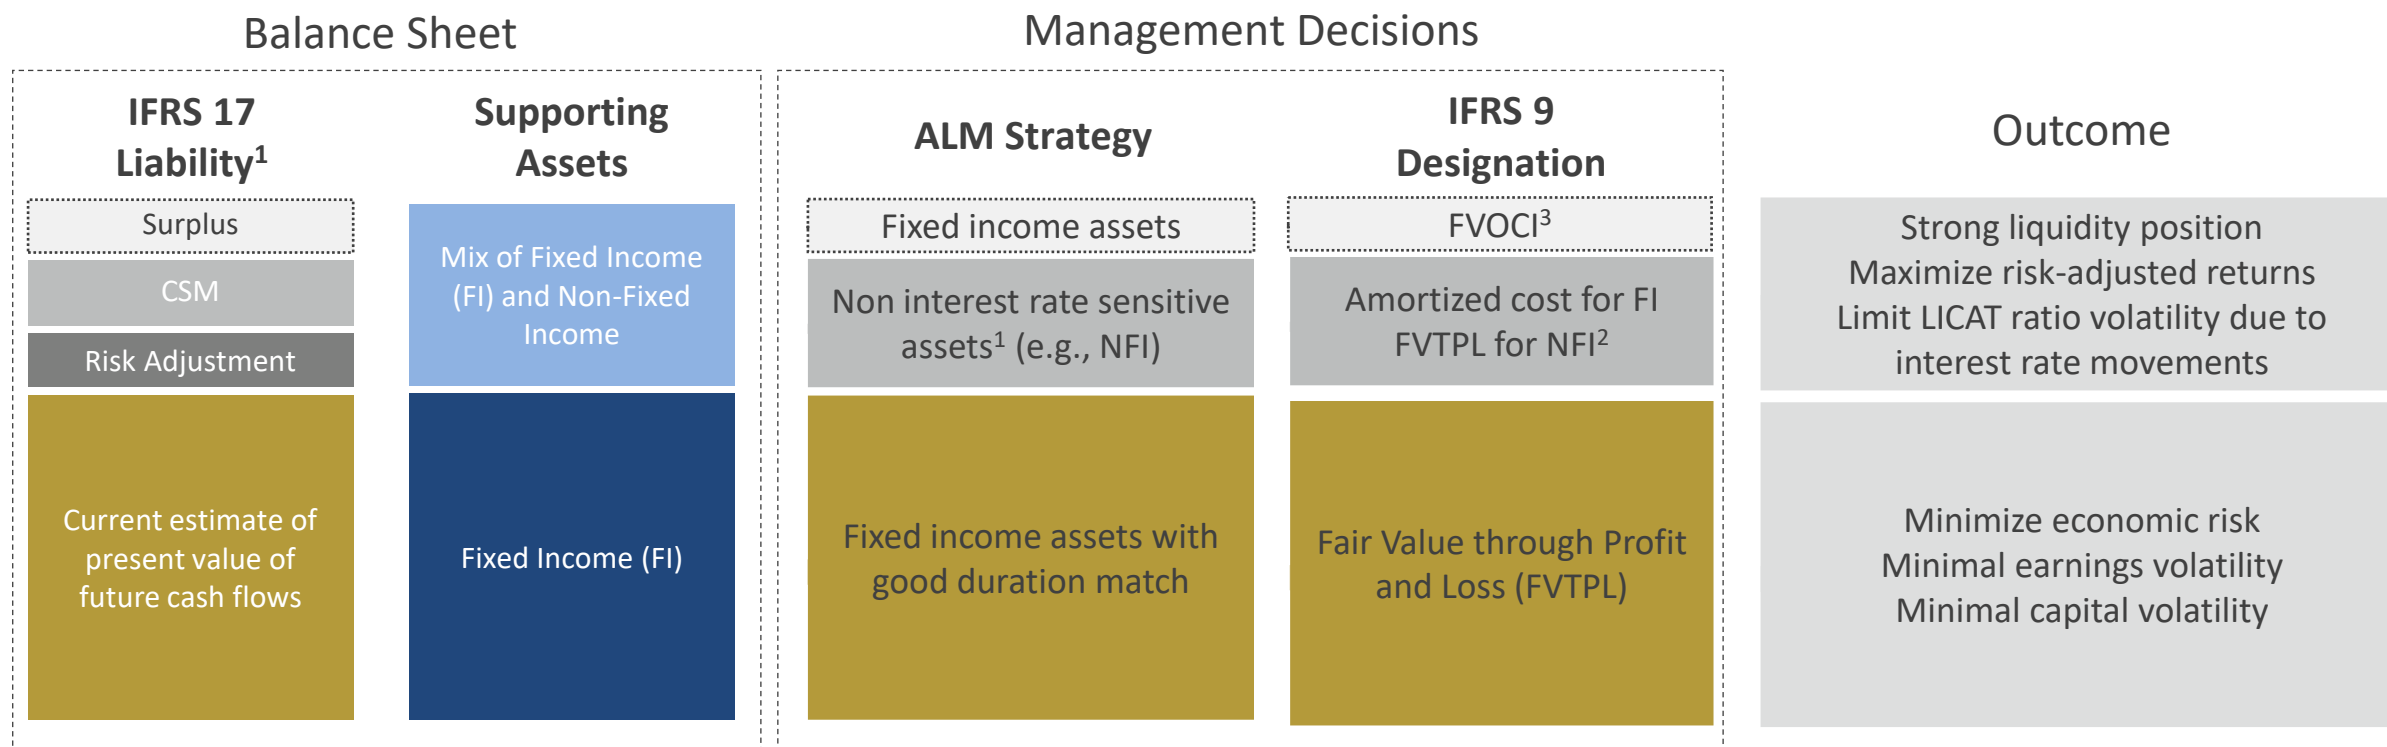 Balance Sheet
Management Decisions
IFRS 17
Liability¹
Supporting
Assets
ALM Strategy
IFRS 9
Designation
Outcome
Surplus
CSM
Risk Adjustment
Current estimate of
present value of
future cash flows
Mix of Fixed Income
(FI) and Non-Fixed
Income
Fixed Income (FI)
Fixed income assets
Non interest rate sensitive
assets¹ (e.g., NFI)
Fixed income assets with
good duration match
FVOCI³
Amortized cost for FI
FVTPL for NFI²
Fair Value through Profit
and Loss (FVTPL)
Strong liquidity position
Maximize risk-adjusted returns
Limit LICAT ratio volatility due to
interest rate movements
Minimize economic risk
Minimal earnings volatility
Minimal capital volatility